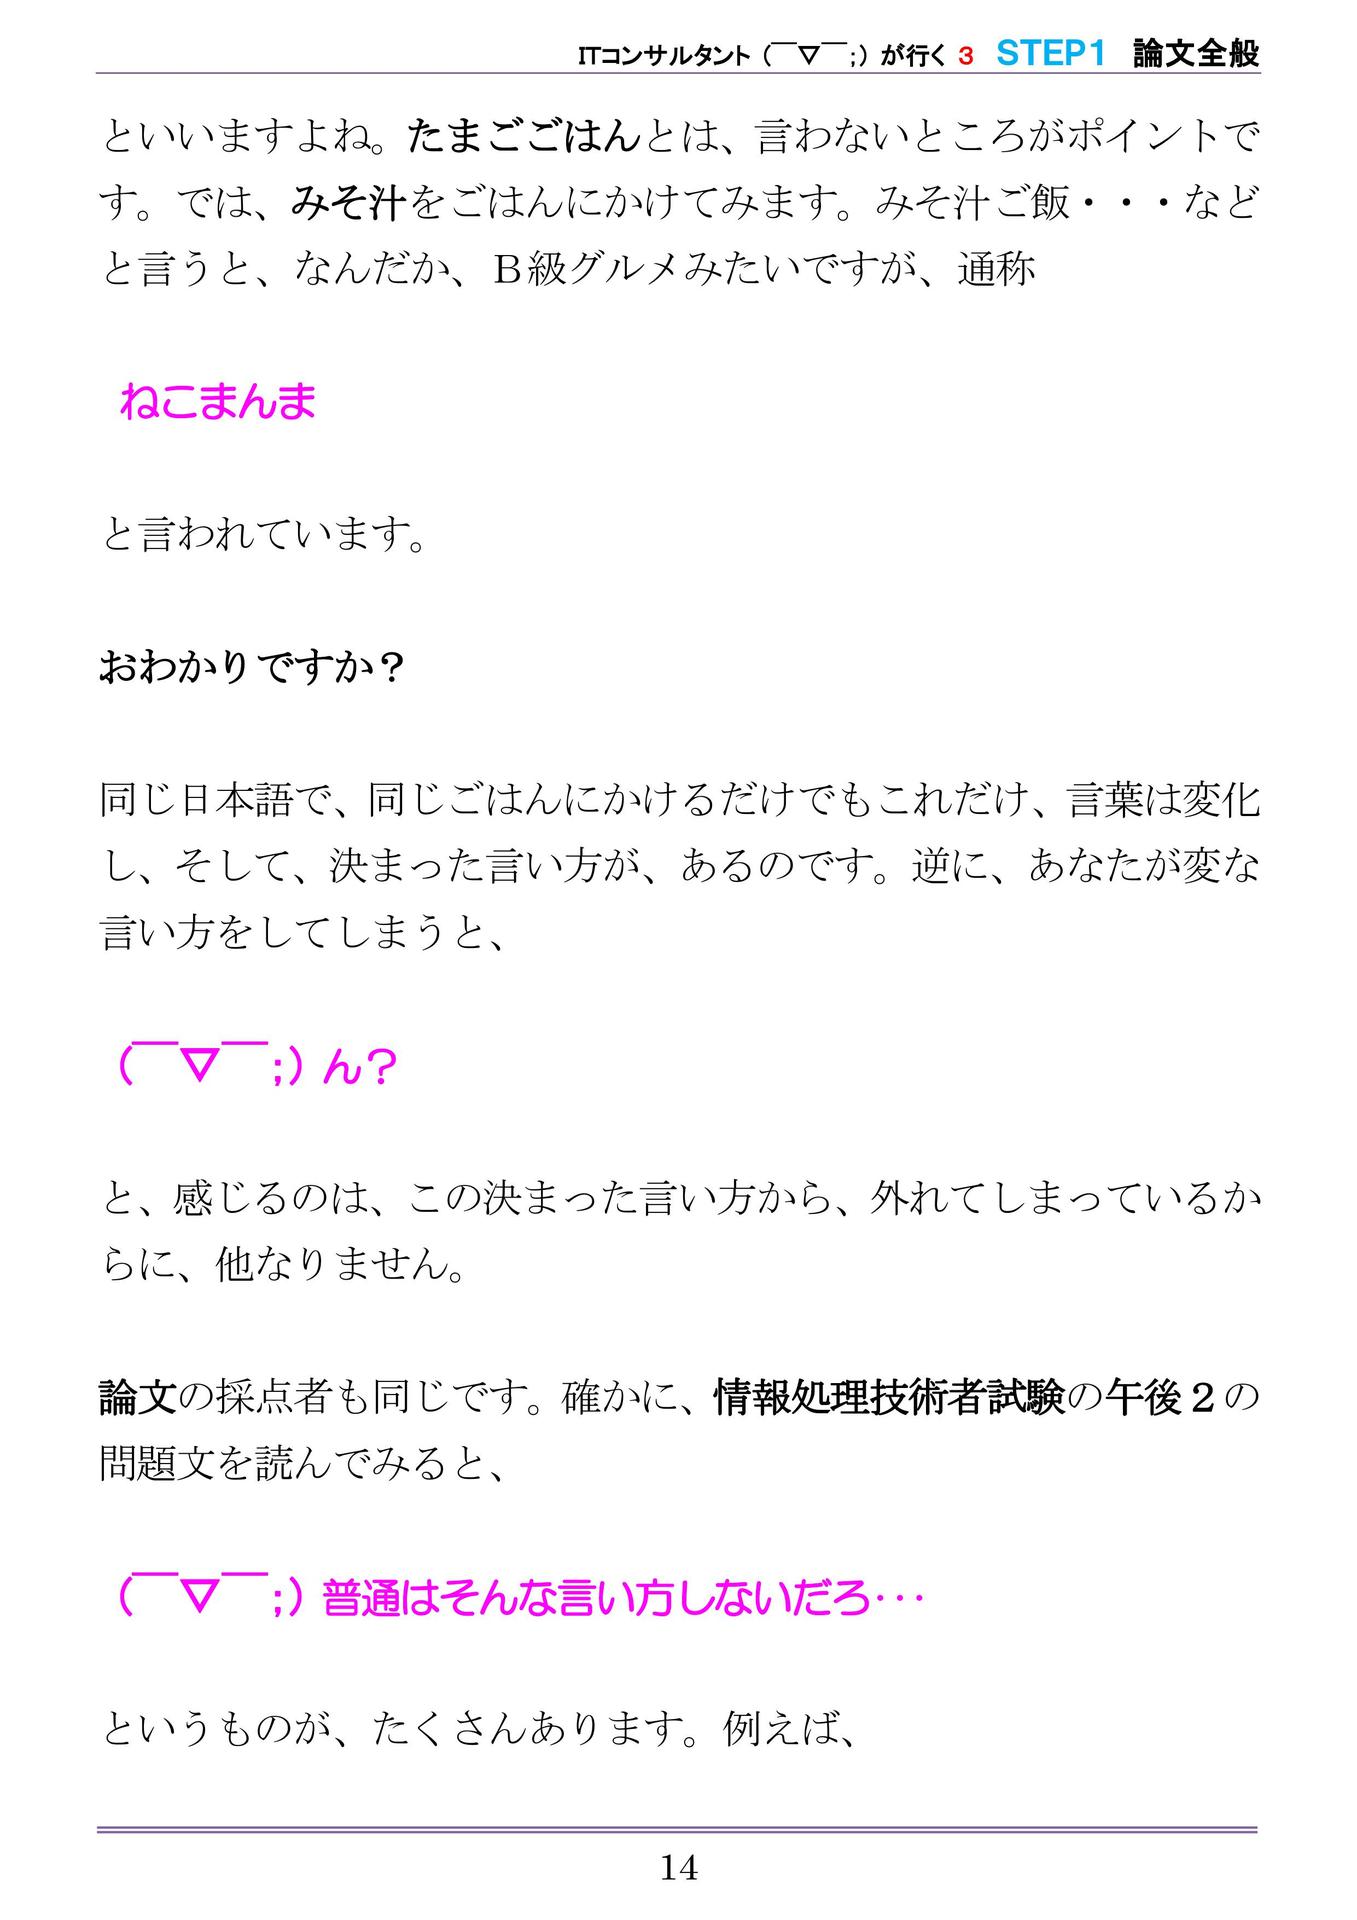 ITコンサルタント（￣▽￣;）が行く 3 STEP1 論文全般
といいますよね。たまごごはんとは、言わないところがポイントで
す。では、みそ汁をごはんにかけてみます。みそ汁ご飯・・・など
と言うと、なんだか、Ｂ級グルメみたいですが、通称
ねこまんま
と言われています。
おわかりですか？
同じ日本語で、同じごはんにかけるだけでもこれだけ、言葉は変化
し、そして、決まった言い方が、あるのです。逆に、あなたが変な
言い方をしてしまうと、
（￣▽￣;）ん？
と、感じるのは、この決まった言い方から、外れてしまっているか
らに、他なりません。
論文の採点者も同じです。確かに、情報処理技術者試験の午後２の
問題文を読んでみると、
（￣▽￣;）普通はそんな言い方しないだろ･･･
というものが、たくさんあります。例えば、
14